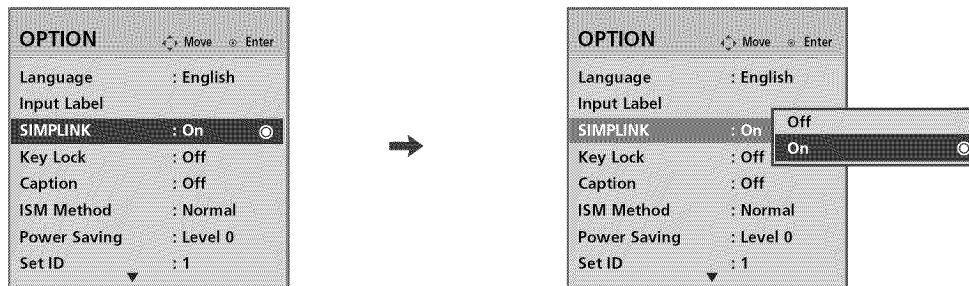 OPTION Move Enter
Language : English
Input Label
SIMPLINK : On
Key Lock : Off
Caption : Off
ISM Method : Normal
Power Saving : Level 0
Set ID : 1
OPTION Move Enter
Language : English
Input Label
SIMPLINK : On
Key Lock : Off
Caption : Off
ISM Method : Normal
Power Saving : Level 0
Set ID : 1
Off
On